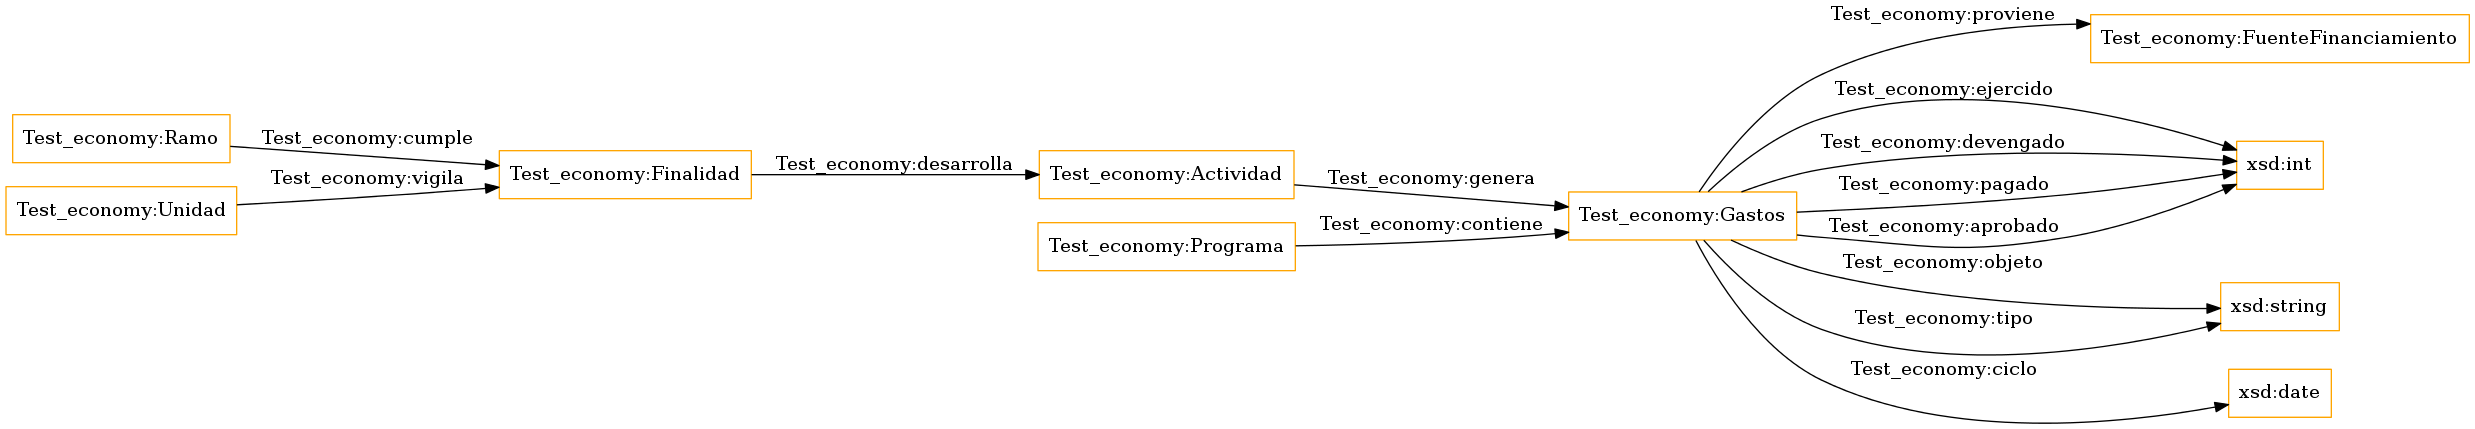 Test_economy:proviene
Test_economy:FuenteFinanciamiento
Test_economy:ejercido
Test_economy:Ramo
Test_economy:cumple
Test_economy:devengado
Test_economy:vigila
Test_economy:Finalidad
Test_economy:desarrolla
Test_economy:Actividad
Test_economy:genera
Test_economy:pagado
xsd:int
Test_economy:Unidad
Test_economy:Programa
Test_economy:contiene
Test_economy:Gastos
Test_economy:aprobado
Test_economy:objeto
xsd:string
Test_economy:tipo
Test_economy:ciclo
xsd:date